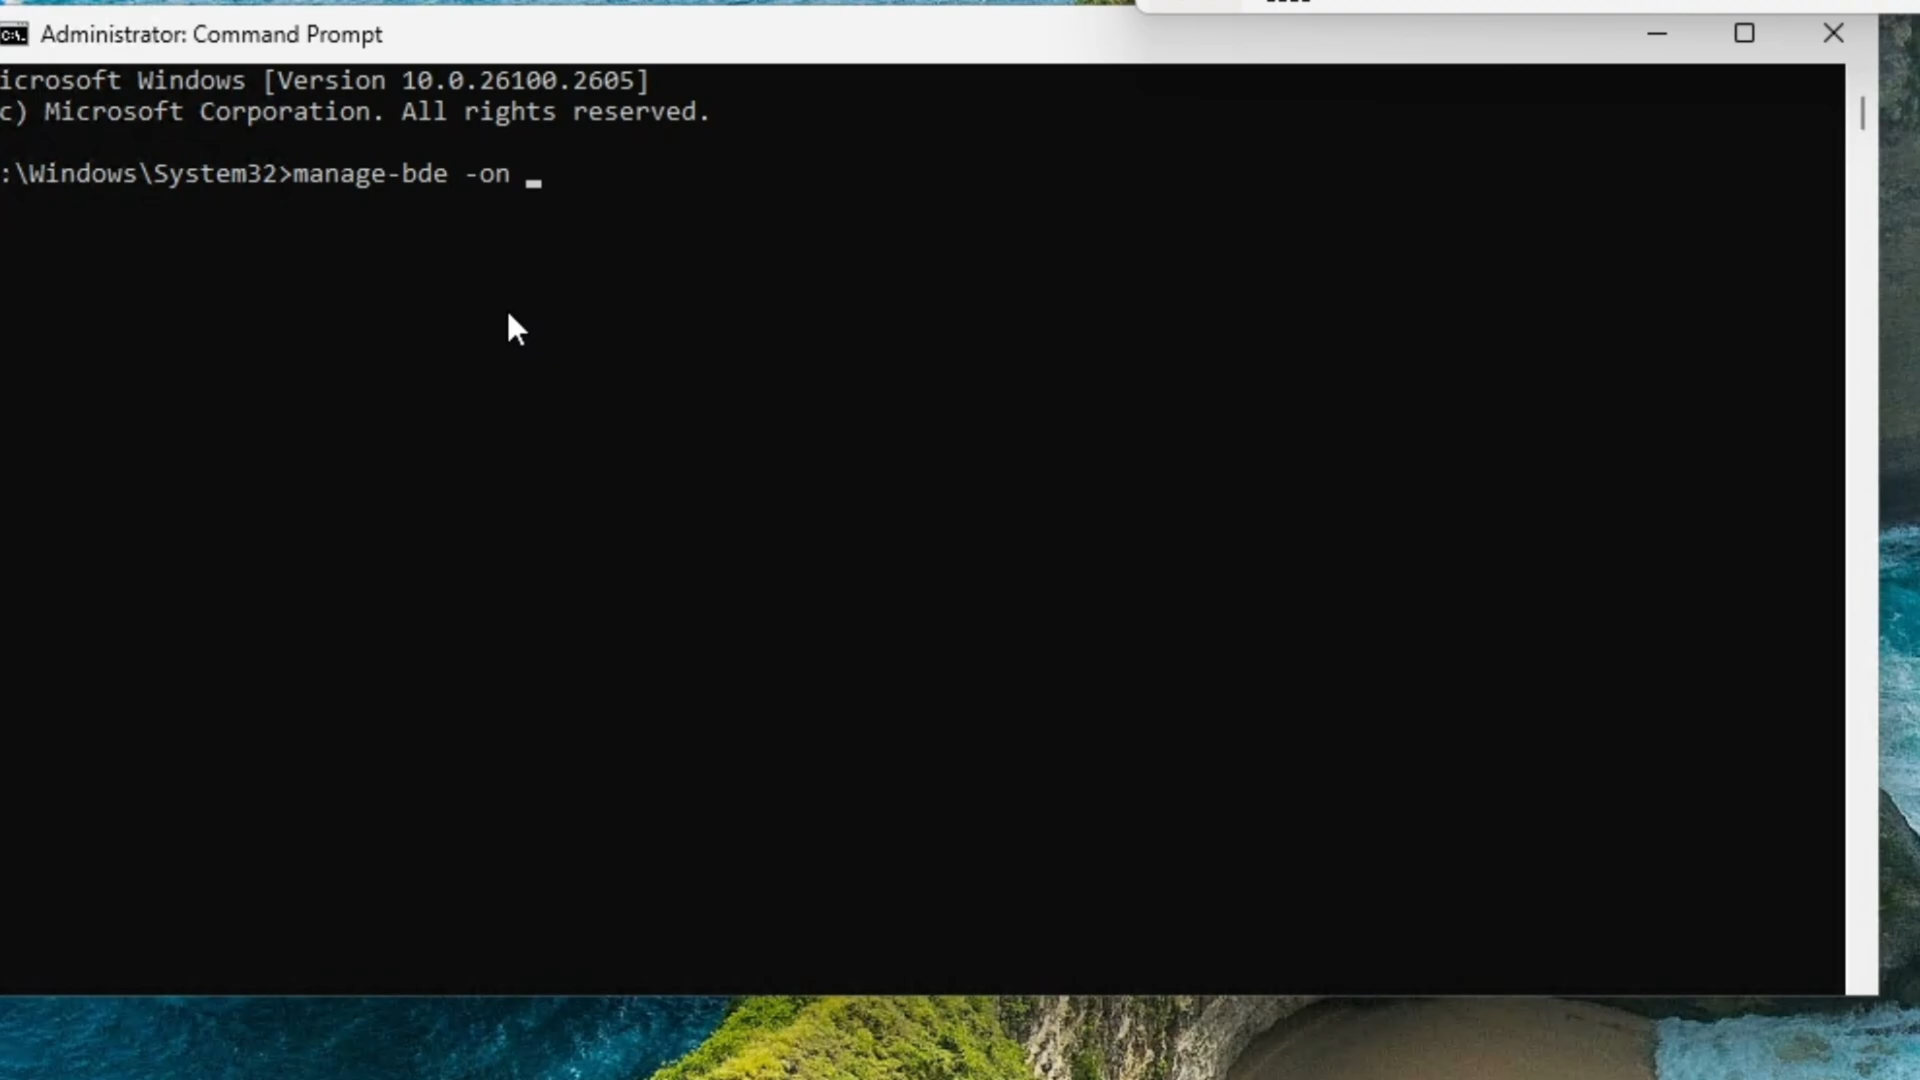 Administrator: Command Prompt
icrosoft Windows [Version 10.0.26100.2605]
c) Microsoft Corporation. All rights reserved.
:\Windows\System32>manage-bde -on